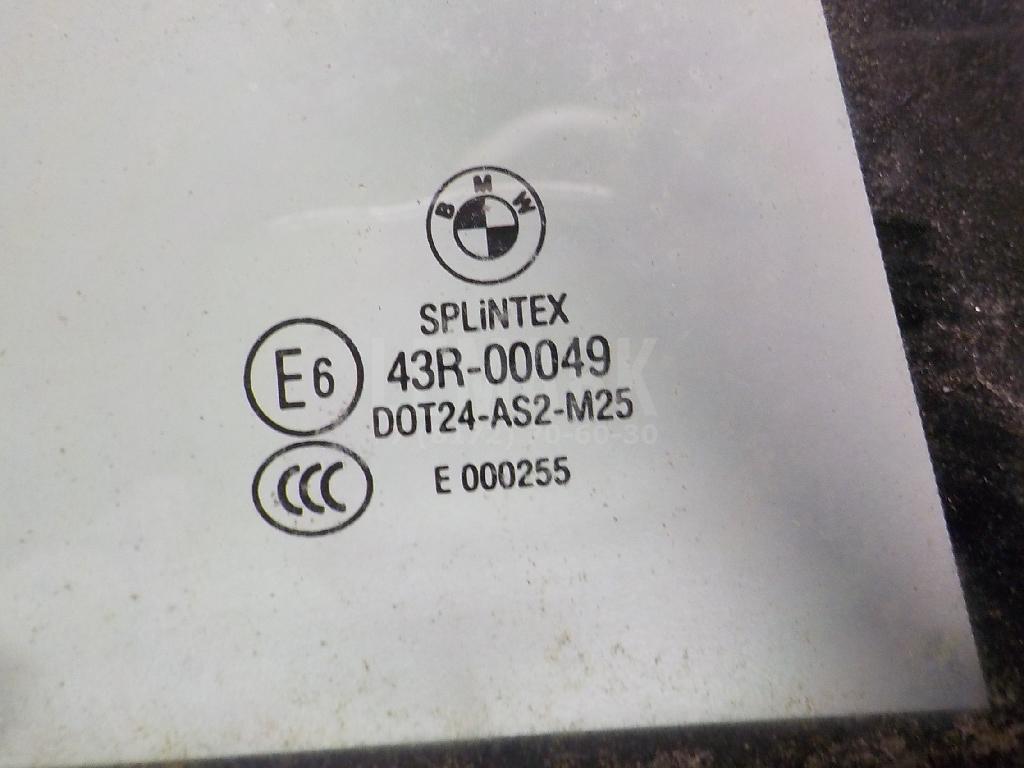 BMW
SPLiNTEX
E6
43R-00049
DOT24-AS2-M25
CCC
E 000255